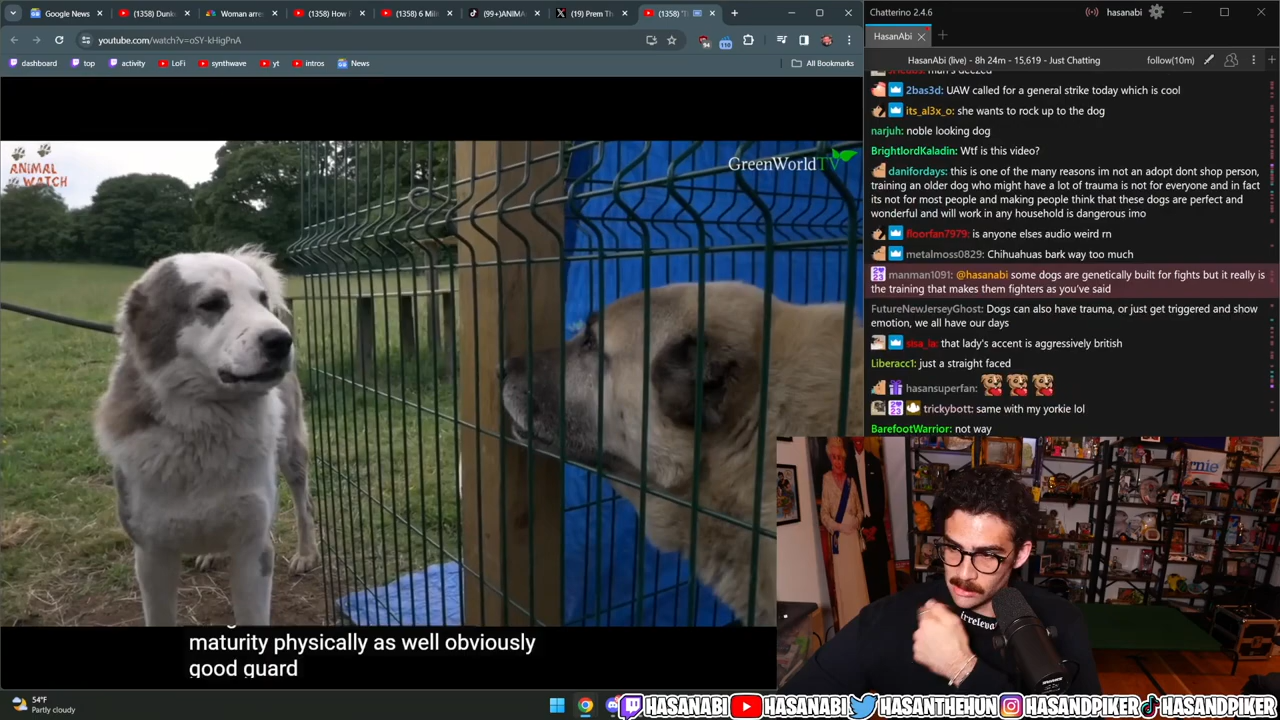 Google News
(1358) Dunk
Woman arre
(1358) How I
(1358) 6 Mill
(99+)ANIMA
(19) Prem Th
(1358) "T
youtube.com/watch?v=oSY-kHigPnA
94
110
dashboard
top
activity
LoFi
synthwave
yt
intros
News
All Bookmarks
ANIMAL
WATCH
GreenWorldTV
maturity physically as well obviously
good guard
54°F
Partly cloudy
Chatterino 2.4.6
hasanabi
HasanAbi
HasanAbi (live) - 8h 24m - 15,619 - Just Chatting
follow(10m)
2bas3d: UAW called for a general strike today which is cool
its_al3x_o: she wants to rock up to the dog
narjuh: noble looking dog
BrightlordKaladin: Wtf is this video?
danifordays: this is one of the many reasons im not an adopt dont shop person,
training an older dog who might have a lot of trauma is not for everyone and in fact
its not for most people and making people think that these dogs are perfect and
wonderful and will work in any household is dangerous imo
floorfan7979: is anyone elses audio weird rn
metalmoss0829: Chihuahuas bark way too much
manman1091: @hasanabi some dogs are genetically built for fights but it really is
the training that makes them fighters as you've said
FutureNewJerseyGhost: Dogs can also have trauma, or just get triggered and show
emotion, we all have our days
sisa_la: that lady's accent is aggressively british
Liberacc1: just a straight faced
hasansuperfan:
trickybott: same with my yorkie lol
BarefootWarrior: not way
ernie
irreleva
HASANABI
HASANABI
HASANTHEHUN
HASANDPIKER
HASANDPIKER